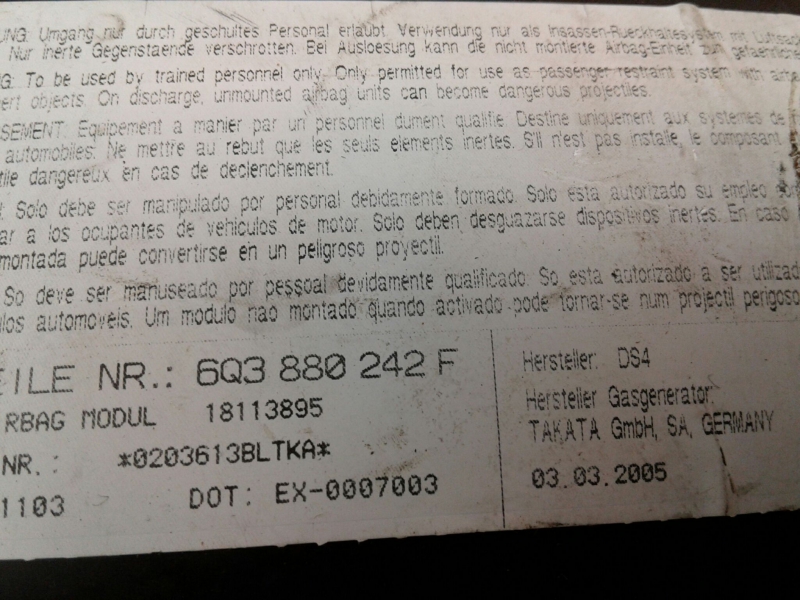 UNG: Umgang nur durch geschultes Personal erlaubt. Verwendung nur als Insassen-Rueckhaltesystem mit
Nur inerte Gegenstaende verschrotten. Bei Ausloesung kann die nicht montierte Airbag-Einheit zum
G: To be used by trained personnel only. Only permitted for use as passenger restraint system with
ert objects. On discharge, unmounted airbag units can become dangerous projectiles.
SEMENT: Equipement a manier par un personnel dument qualifie. Destine uniquement aux systemes de
automobiles. Ne mettre au rebut que les seuls elements inertes. S'il n'est pas installe, le composant
tile dangereux en cas de declenchement.
: Solo debe ser manipulado por personal debidamente formado. Solo esta autorizado su empleo
ar a los ocupantes de vehiculos de motor. Solo deben desguazarse dispositivos inertes. En caso
montada puede convertirse en un peligroso proyectil.
So deve ser manuseado por pessoal devidamente qualificado. So esta autorizado a ser utilizad
ulos automoveis. Um modulo nao montado quando activado pode tornar-se num projectil perigoso
EILE NR.: 6Q3 880 242 F
RBAG MODUL 18113895
NR.: *0203613BLTKA*
1103 DOT: EX-0007003
Hersteller: DS4
Hersteller Gasgenerator:
TAKATA GmbH, SA, GERMANY
03.03.2005